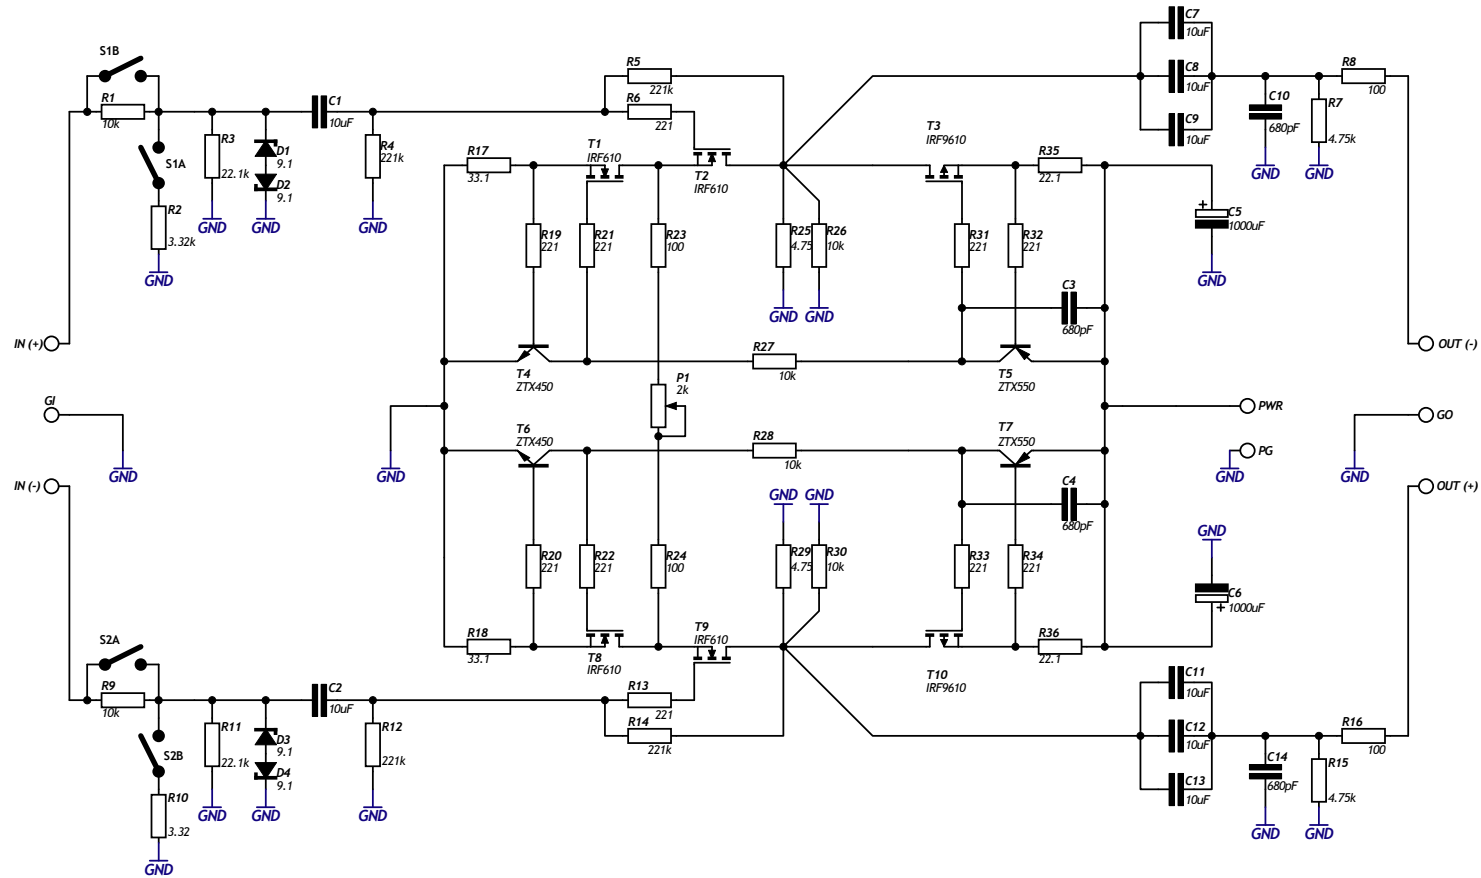 S1B
R1
10k
S1A
R2
3.32k
GND
R3
22.1k
GND
D1
9.1
D2
9.1
GND
C1
10uF
R4
221k
GND
R5
221k
R6
221
R17
33.1
T1
IRF610
T2
IRF610
R19
221
R21
221
R23
100
R25
4.75
R26
10k
GND
GND
T3
IRF9610
R35
22.1
R31
221
R32
221
C3
680pF
C7
10uF
C8
10uF
C9
10uF
C10
680pF
GND
R7
4.75k
GND
R8
100
C5
1000uF
+
GND
IN (+)
OUT (-)
T4
ZTX450
R27
10k
T5
ZTX550
P1
2k
GI
GND
GND
PWR
PG
GND
GO
GND
T6
ZTX450
R28
10k
T7
ZTX550
C4
680pF
IN (-)
OUT (+)
GND
GND
R20
221
R22
221
R24
100
R29
4.75
R30
10k
R33
221
R34
221
GND
C6
1000uF
+
R18
33.1
T8
IRF610
T9
IRF610
T10
IRF9610
R36
22.1
S2A
R9
10k
S2B
R10
3.32
GND
R11
22.1k
GND
D3
9.1
D4
9.1
GND
C2
10uF
R12
221k
GND
R13
221
R14
221k
C11
10uF
C12
10uF
C13
10uF
C14
680pF
GND
R15
4.75k
GND
R16
100